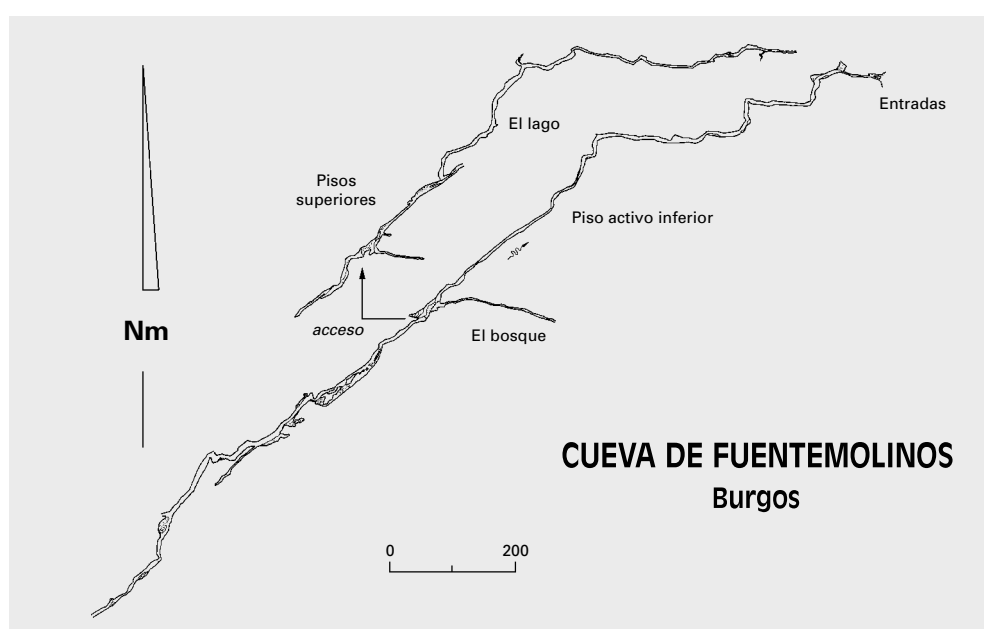 Entradas
El lago
Pisos
superiores
Piso activo inferior
Nm
acceso
El bosque
CUEVA DE FUENTEMOLINOS
Burgos
0 200